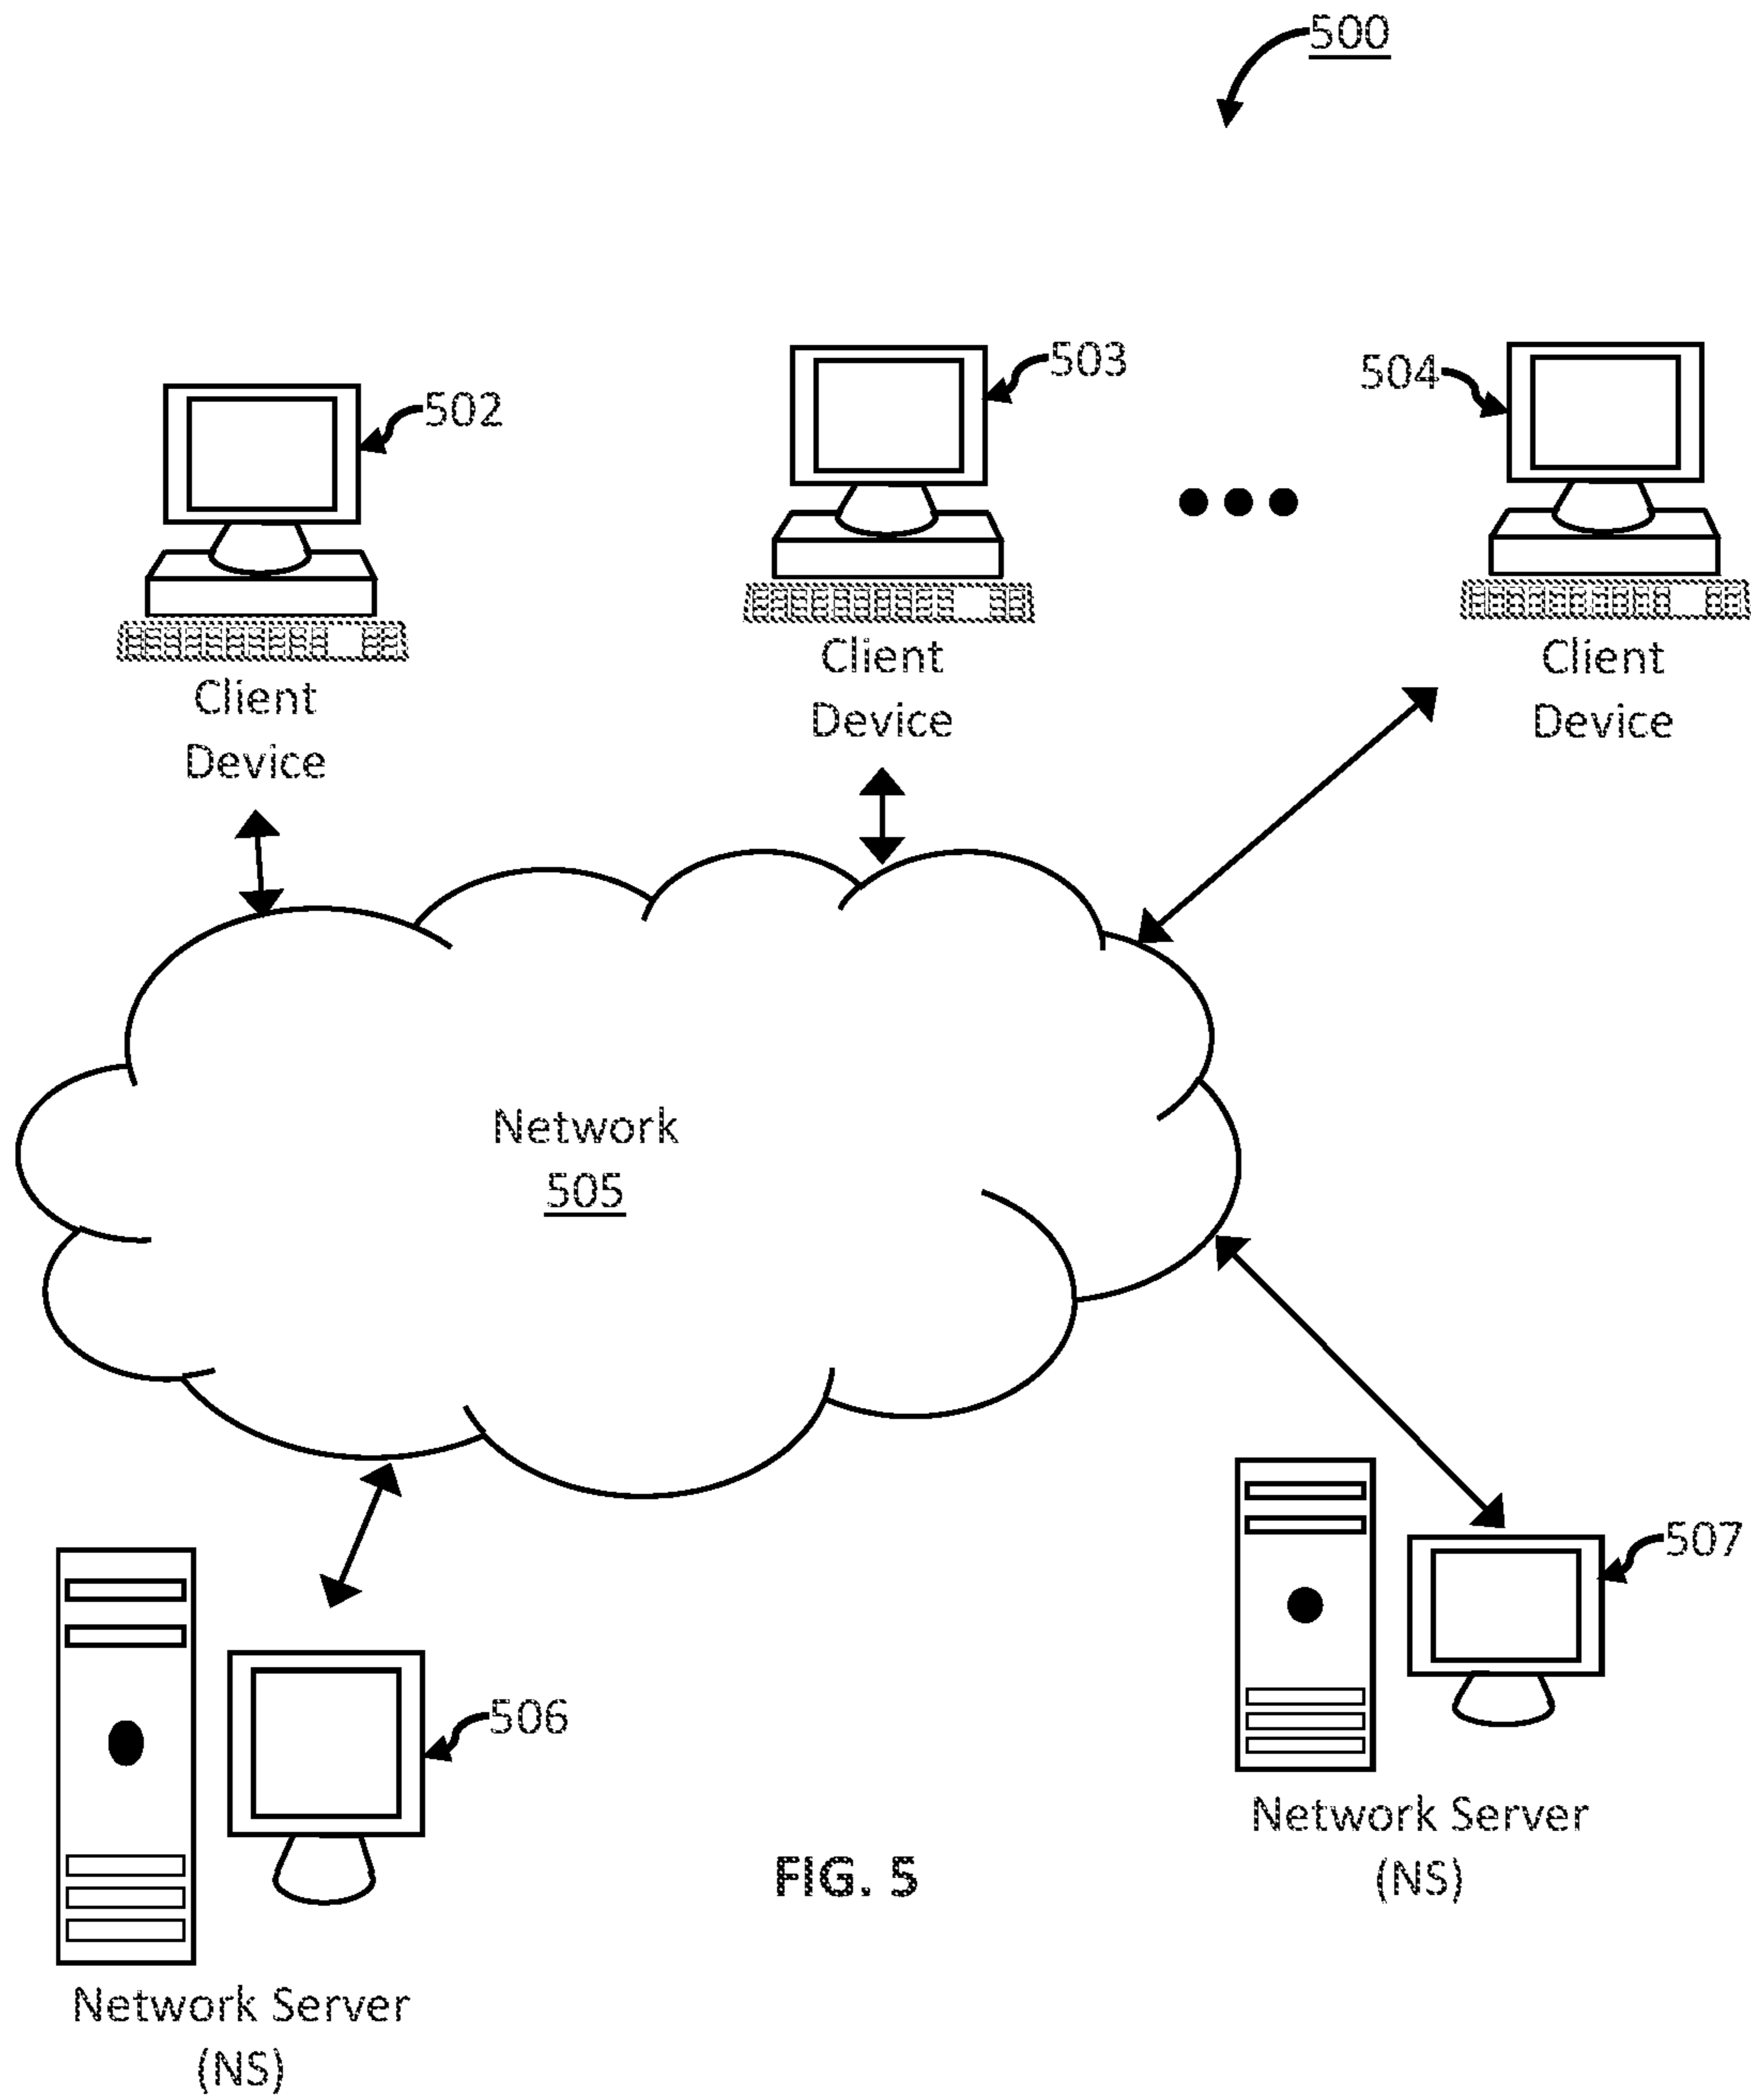 500
502
503
504
Client
Device
Client
Device
Client
Device
Network
505
506
507
Network Server
(NS)
FIG. 5
Network Server
(NS)